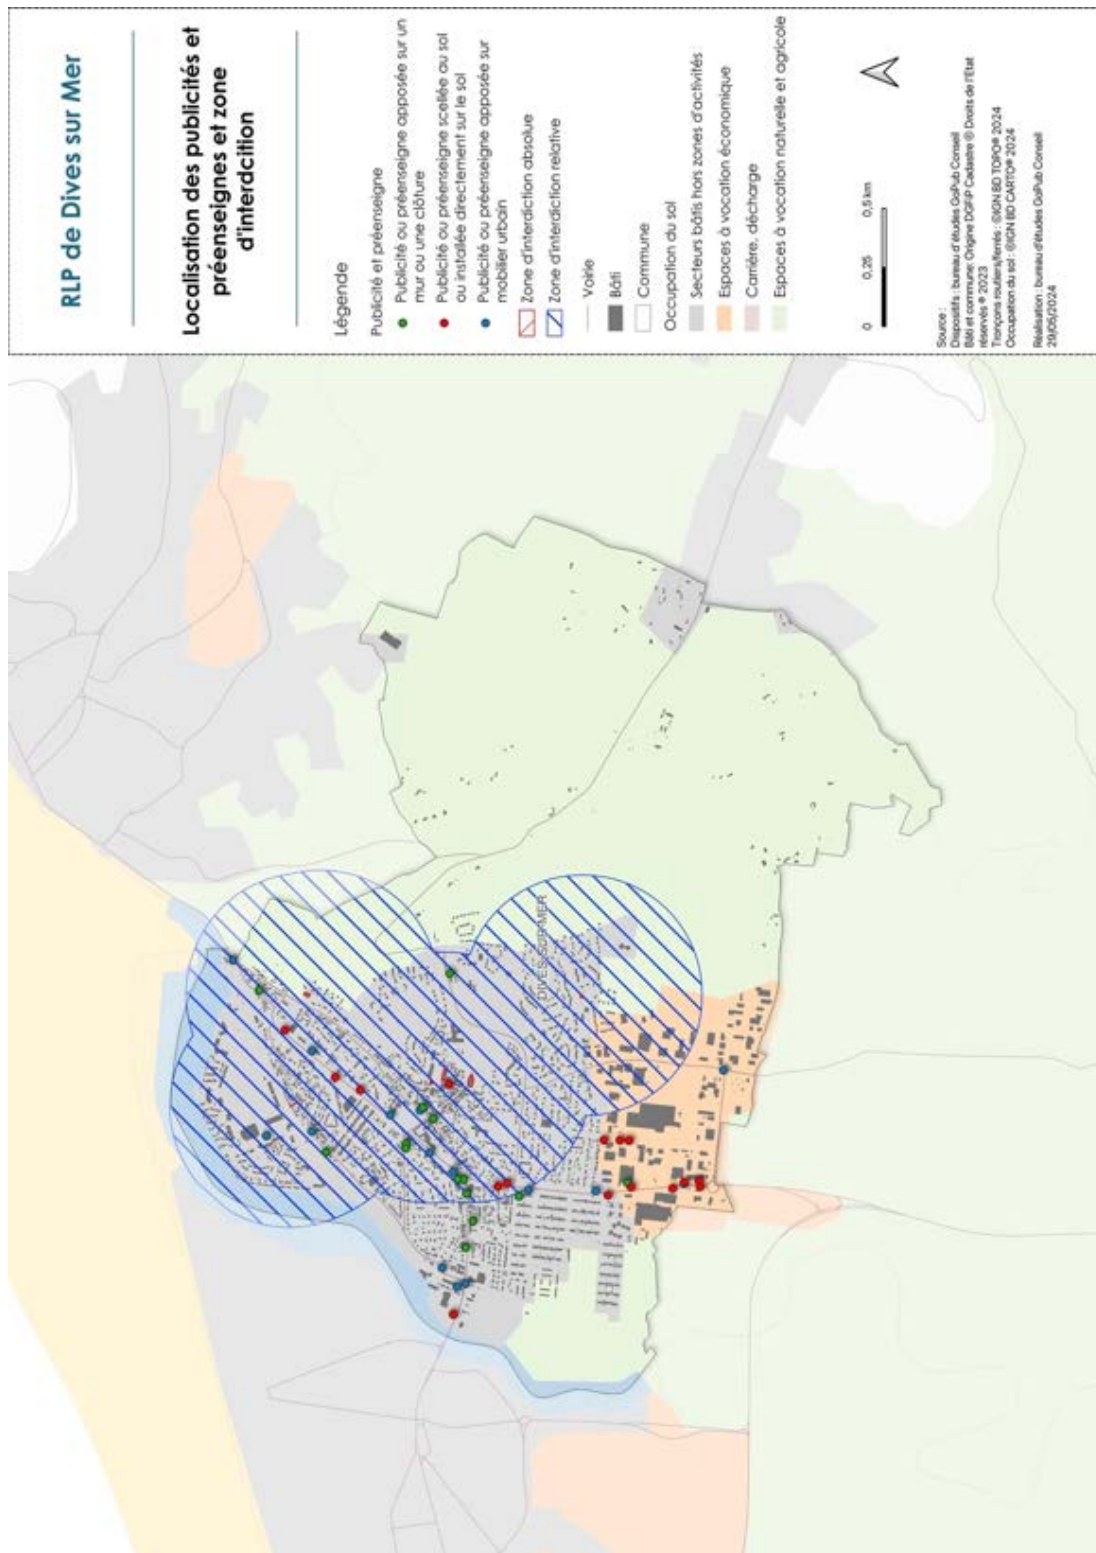 RLP de Dives sur Mer
Localisation des publicités et
préenseignes et zone
d'interdcition
Légende
Publicité et préenseigne
Publicité ou préenseigne apposée sur un
mur ou une clôture
Publicité ou préenseigne scellée au sol
ou installée directement sur le sol
Publicité ou préenseigne apposée sur
mobilier urbain
Zone d'interdiction absolue
Zone d'interdiction relative
Voirie
Bâti
Commune
Occupation du sol
Secteurs bâtis hors zones d'activités
Espaces à vocation économique
Carrière, décharge
Espaces à vocation naturelle et agricole
0 0,25 0,5 km
Source :
Dispositifs : bureau d'études GoPub Conseil
Bâti et commune: Origine DGFiP Cadastre © Droits de l'Etat
réservés ® 2023
Tronçons routiers/ferrés : ©IGN BD TOPO® 2024
Occupation du sol : ©IGN BD CARTO® 2024
Réalisation : bureau d'études GoPub Conseil
29/05/2024
DIVES-SUR-MER